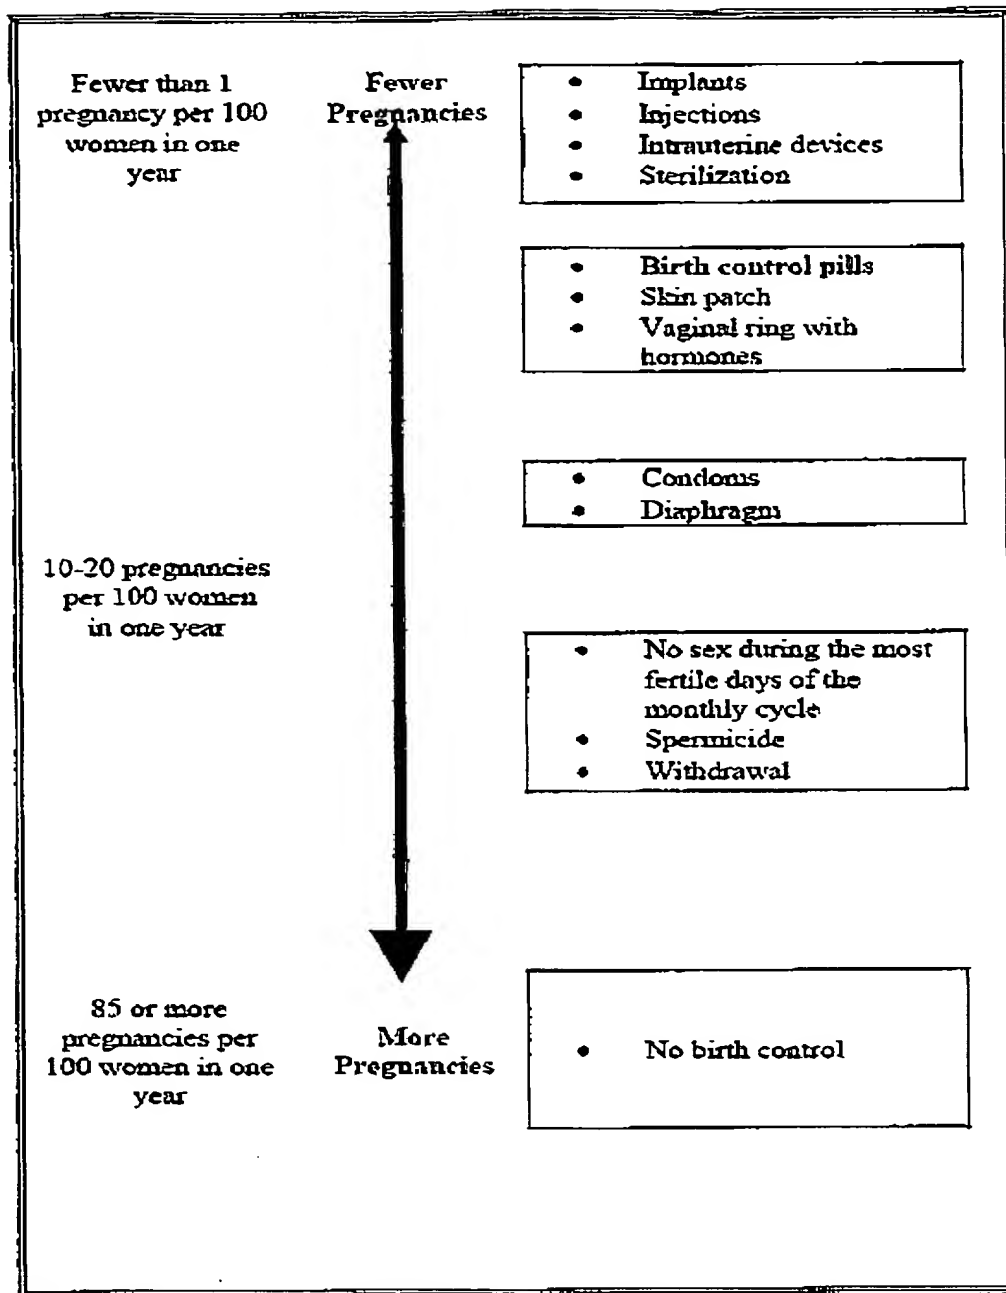 Fewer than 1
pregnancy per 100
women in one
year
Fewer
Pregnancies
• Implants
• Injections
• Intrauterine devices
• Sterilization
• Birth control pills
• Skin patch
• Vaginal ring with
hormones
• Condoms
• Diaphragm
10-20 pregnancies
per 100 women
in one year
• No sex during the most
fertile days of the
monthly cycle
• Spermicide
• Withdrawal
85 or more
pregnancies per
100 women in one
year
More
Pregnancies
• No birth control